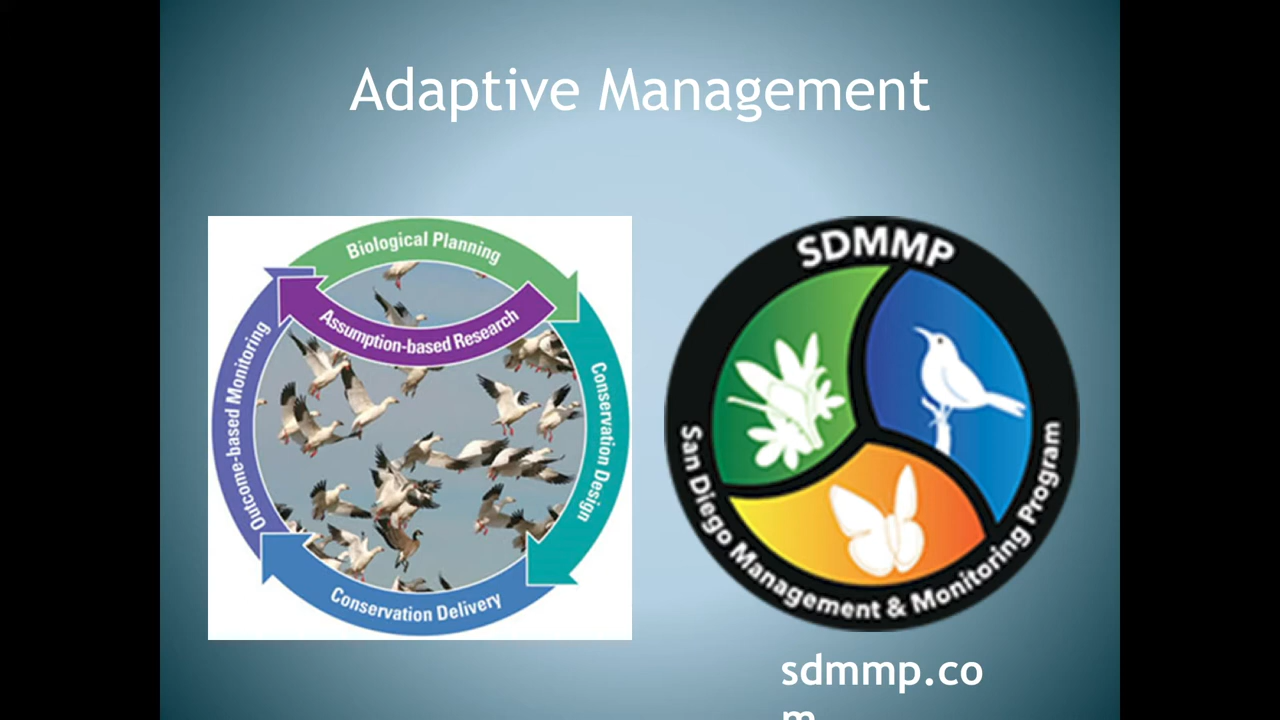 Adaptive Management
Biological Planning
Assumption-based Research
Outcome-based Monitoring
Conservation Design
Conservation Delivery
SDMMP
San Diego Management & Monitoring Program
sdmmp.co
m